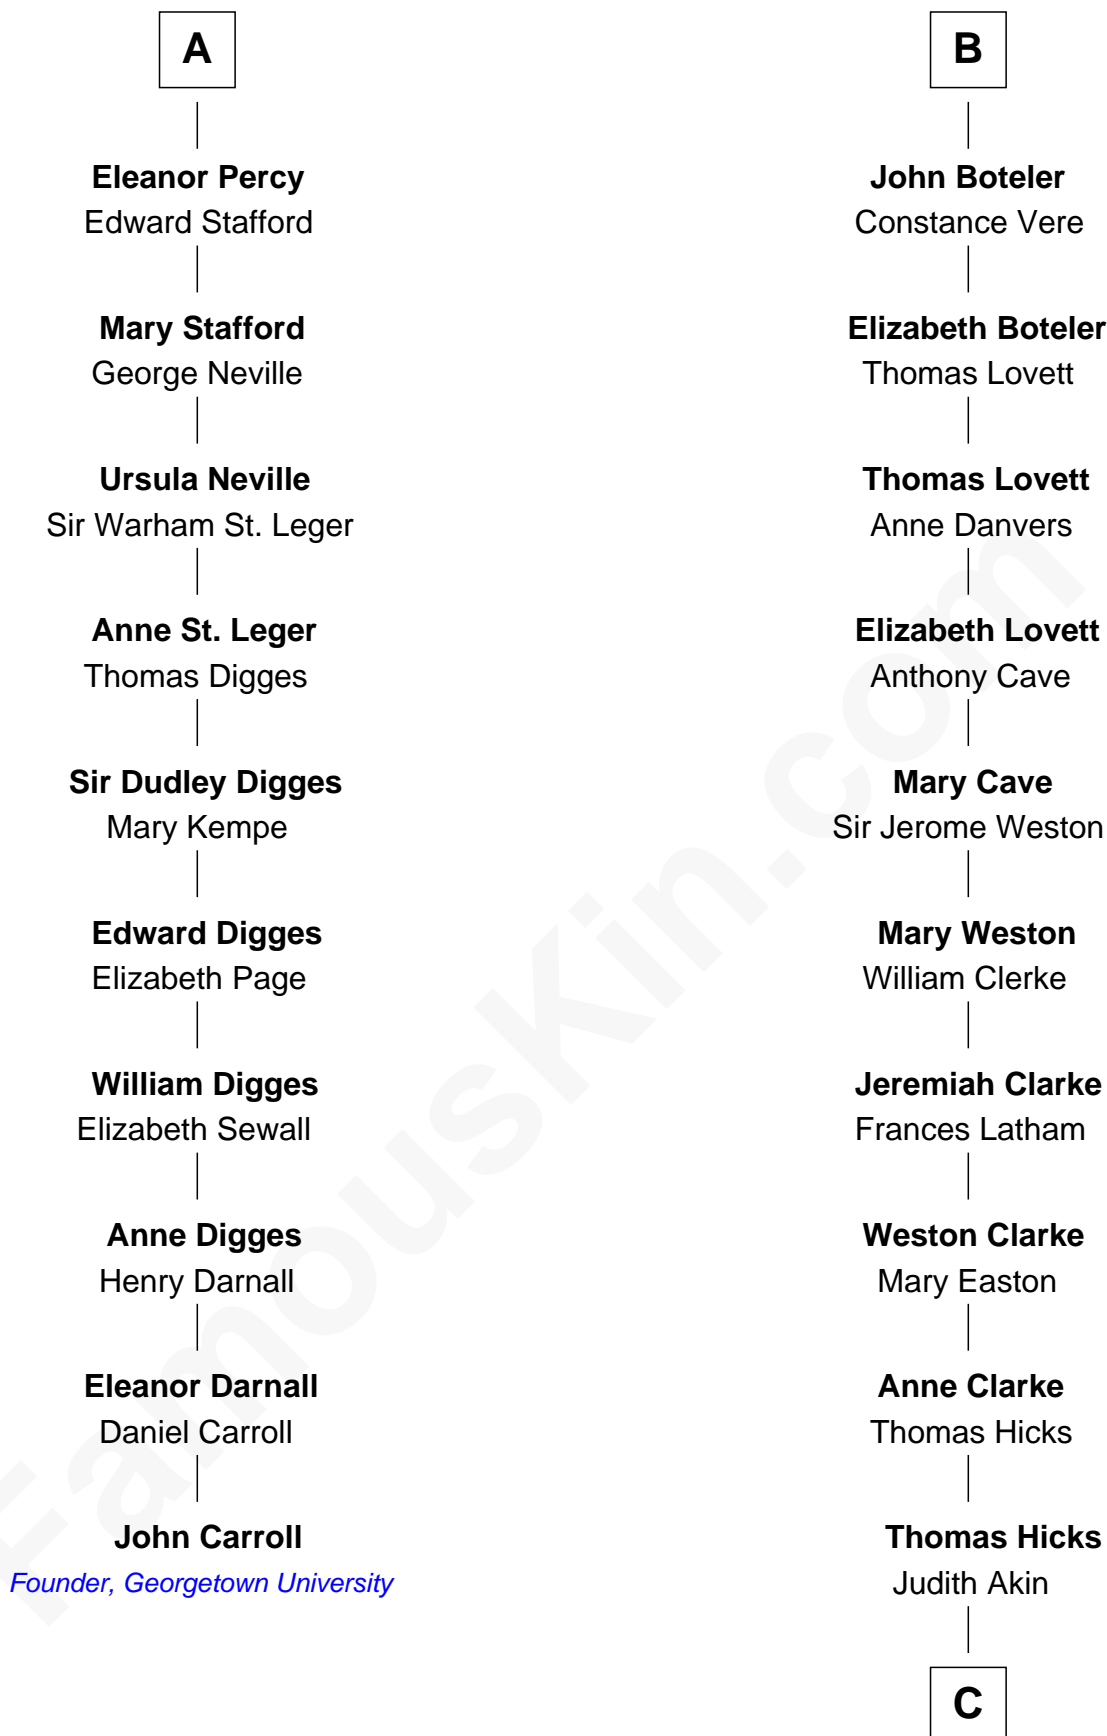 A
Eleanor Percy
Edward Stafford
Mary Stafford
George Neville
Ursula Neville
Sir Warham St. Leger
Anne St. Leger
Thomas Digges
Sir Dudley Digges
Mary Kempe
Edward Digges
Elizabeth Page
William Digges
Elizabeth Sewall
Anne Digges
Henry Darnall
Eleanor Darnall
Daniel Carroll
John Carroll
Founder, Georgetown University
B
John Boteler
Constance Vere
Elizabeth Boteler
Thomas Lovett
Thomas Lovett
Anne Danvers
Elizabeth Lovett
Anthony Cave
Mary Cave
Sir Jerome Weston
Mary Weston
William Clerke
Jeremiah Clarke
Frances Latham
Weston Clarke
Mary Easton
Anne Clarke
Thomas Hicks
Thomas Hicks
Judith Akin
C
FamousKin.com